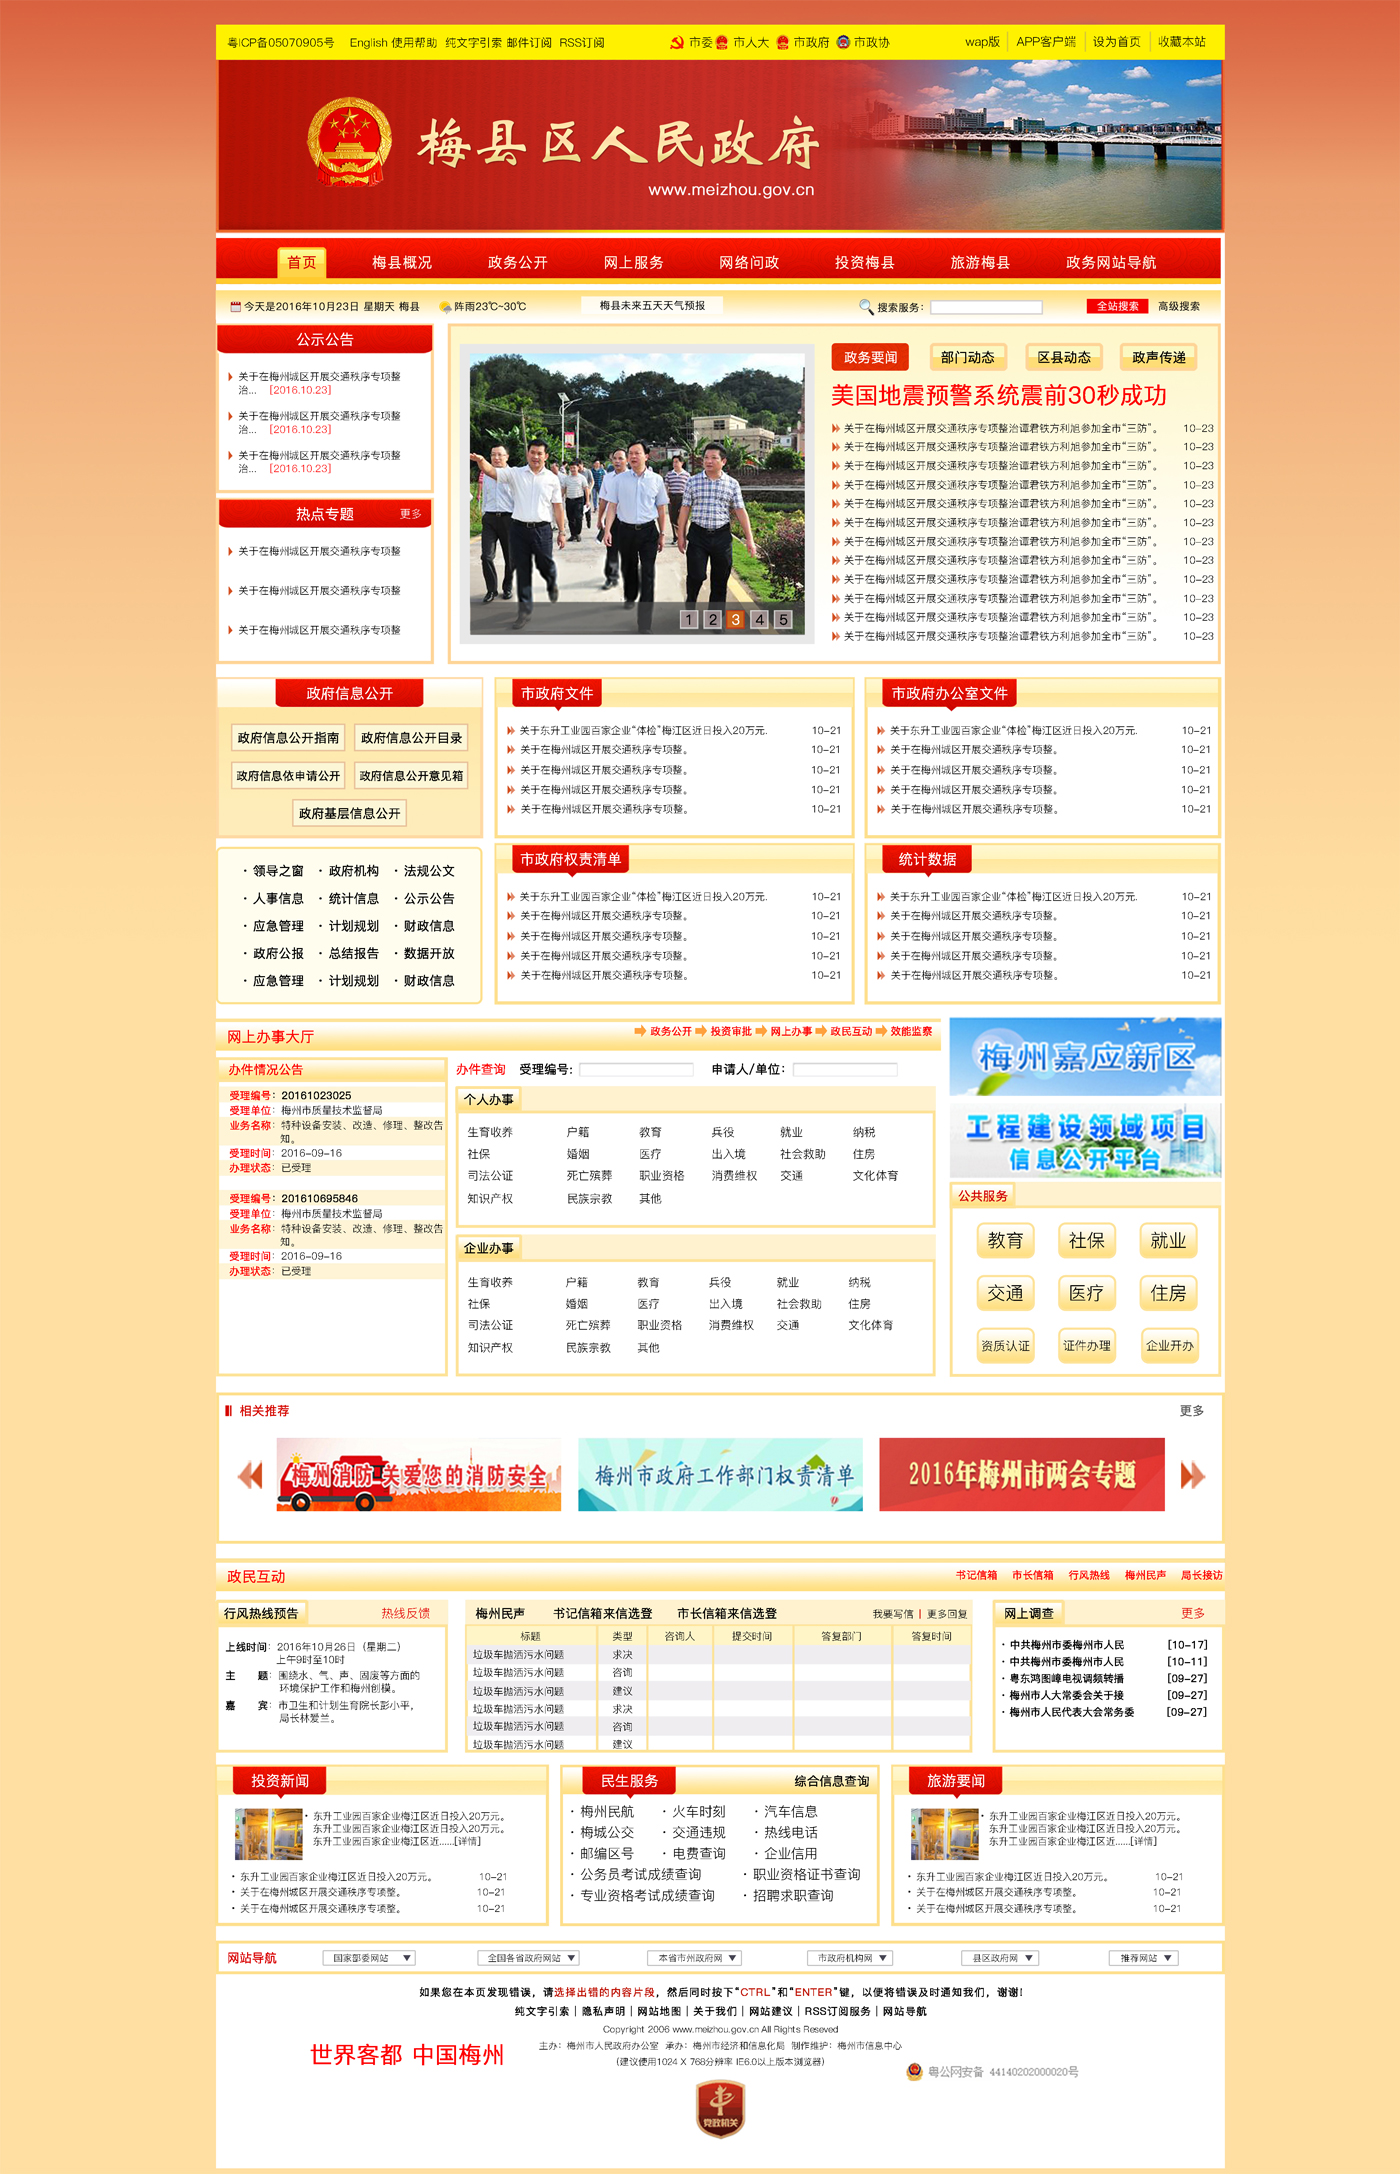 粤ICP备05070905号 English 使用帮助 纯文字引索 邮件订阅 RSS订阅 市委 市人大 市政府 市政协 wap版 APP客户端 设为首页 收藏本站
梅县区人民政府
www.meizhou.gov.cn
首页 梅县概况 政务公开 网上服务 网络问政 投资梅县 旅游梅县 政务网站导航
今天是2016年10月23日 星期天 梅县 阵雨23℃~30℃ 梅县未来五天天气预报 搜索服务： 全站搜索 高级搜索
公示公告
关于在梅州城区开展交通秩序专项整
治... [2016.10.23]
关于在梅州城区开展交通秩序专项整
治... [2016.10.23]
关于在梅州城区开展交通秩序专项整
治... [2016.10.23]
热点专题 更多
关于在梅州城区开展交通秩序专项整
关于在梅州城区开展交通秩序专项整
关于在梅州城区开展交通秩序专项整
1 2 3 4 5
政务要闻 部门动态 区县动态 政声传递
美国地震预警系统震前30秒成功
关于在梅州城区开展交通秩序专项整治谭君铁方利旭参加全市“三防”。 10-23
关于在梅州城区开展交通秩序专项整治谭君铁方利旭参加全市“三防”。 10-23
关于在梅州城区开展交通秩序专项整治谭君铁方利旭参加全市“三防”。 10-23
关于在梅州城区开展交通秩序专项整治谭君铁方利旭参加全市“三防”。 10-23
关于在梅州城区开展交通秩序专项整治谭君铁方利旭参加全市“三防”。 10-23
关于在梅州城区开展交通秩序专项整治谭君铁方利旭参加全市“三防”。 10-23
关于在梅州城区开展交通秩序专项整治谭君铁方利旭参加全市“三防”。 10-23
关于在梅州城区开展交通秩序专项整治谭君铁方利旭参加全市“三防”。 10-23
关于在梅州城区开展交通秩序专项整治谭君铁方利旭参加全市“三防”。 10-23
关于在梅州城区开展交通秩序专项整治谭君铁方利旭参加全市“三防”。 10-23
关于在梅州城区开展交通秩序专项整治谭君铁方利旭参加全市“三防”。 10-23
关于在梅州城区开展交通秩序专项整治谭君铁方利旭参加全市“三防”。 10-23
政府信息公开
政府信息公开指南 政府信息公开目录
政府信息依申请公开 政府信息公开意见箱
政府基层信息公开
市政府文件
关于东升工业园百家企业“体检”梅江区近日投入20万元. 10-21
关于在梅州城区开展交通秩序专项整。 10-21
关于在梅州城区开展交通秩序专项整。 10-21
关于在梅州城区开展交通秩序专项整。 10-21
关于在梅州城区开展交通秩序专项整。 10-21
市政府办公室文件
关于东升工业园百家企业“体检”梅江区近日投入20万元. 10-21
关于在梅州城区开展交通秩序专项整。 10-21
关于在梅州城区开展交通秩序专项整。 10-21
关于在梅州城区开展交通秩序专项整。 10-21
关于在梅州城区开展交通秩序专项整。 10-21
· 领导之窗 · 政府机构 · 法规公文
· 人事信息 · 统计信息 · 公示公告
· 应急管理 · 计划规划 · 财政信息
· 政府公报 · 总结报告 · 数据开放
· 应急管理 · 计划规划 · 财政信息
市政府权责清单
关于东升工业园百家企业“体检”梅江区近日投入20万元. 10-21
关于在梅州城区开展交通秩序专项整。 10-21
关于在梅州城区开展交通秩序专项整。 10-21
关于在梅州城区开展交通秩序专项整。 10-21
关于在梅州城区开展交通秩序专项整。 10-21
统计数据
关于东升工业园百家企业“体检”梅江区近日投入20万元. 10-21
关于在梅州城区开展交通秩序专项整。 10-21
关于在梅州城区开展交通秩序专项整。 10-21
关于在梅州城区开展交通秩序专项整。 10-21
关于在梅州城区开展交通秩序专项整。 10-21
网上办事大厅 政务公开 投资审批 网上办事 政民互动 效能监察
办件情况公告
受理编号：20161023025
受理单位：梅州市质量技术监督局
业务名称：特种设备安装、改造、修理、整改告
知。
受理时间：2016-09-16
办理状态：已受理
受理编号：201610695846
受理单位：梅州市质量技术监督局
业务名称：特种设备安装、改造、修理、整改告
知。
受理时间：2016-09-16
办理状态：已受理
办件查询 受理编号： 申请人/单位：
个人办事
生育收养 户籍 教育 兵役 就业 纳税
社保 婚姻 医疗 出入境 社会救助 住房
司法公证 死亡殡葬 职业资格 消费维权 交通 文化体育
知识产权 民族宗教 其他
企业办事
生育收养 户籍 教育 兵役 就业 纳税
社保 婚姻 医疗 出入境 社会救助 住房
司法公证 死亡殡葬 职业资格 消费维权 交通 文化体育
知识产权 民族宗教 其他
梅州嘉应新区
工程建设领域项目
信息公开平台
公共服务
教育 社保 就业
交通 医疗 住房
资质认证 证件办理 企业开办
相关推荐 更多
梅州消防 关爱您的消防安全
梅州市政府工作部门权责清单
2016年梅州市两会专题
政民互动 书记信箱 市长信箱 行风热线 梅州民声 局长接访
行风热线预告 热线反馈
上线时间：2016年10月26日（星期二）
上午9时至10时
主 题：围绕水、气、声、固废等方面的
环境保护工作和梅州创模。
嘉 宾：市卫生和计划生育院长彭小平，
局长林爱兰。
梅州民声 书记信箱来信选登 市长信箱来信选登 我要写信 | 更多回复
标题 类型 咨询人 提交时间 答复部门 答复时间
垃圾车抛洒污水问题 求决
垃圾车抛洒污水问题 咨询
垃圾车抛洒污水问题 建议
垃圾车抛洒污水问题 求决
垃圾车抛洒污水问题 咨询
垃圾车抛洒污水问题 建议
网上调查 更多
· 中共梅州市委梅州市人民 [10-17]
· 中共梅州市委梅州市人民 [10-11]
· 粤东鸿图嶂电视调频转播 [09-27]
· 梅州市人大常委会关于接 [09-27]
· 梅州市人民代表大会常务委 [09-27]
投资新闻
· 东升工业园百家企业梅江区近日投入20万元。
东升工业园百家企业梅江区近日投入20万元。
东升工业园百家企业梅江区近......[详情]
· 东升工业园百家企业梅江区近日投入20万元。 10-21
· 关于在梅州城区开展交通秩序专项整。 10-21
· 关于在梅州城区开展交通秩序专项整。 10-21
民生服务 综合信息查询
· 梅州民航 · 火车时刻 · 汽车信息
· 梅城公交 · 交通违规 · 热线电话
· 邮编区号 · 电费查询 · 企业信用
· 公务员考试成绩查询 · 职业资格证书查询
· 专业资格考试成绩查询 · 招聘求职查询
旅游要闻
· 东升工业园百家企业梅江区近日投入20万元。
东升工业园百家企业梅江区近日投入20万元。
东升工业园百家企业梅江区近......[详情]
· 东升工业园百家企业梅江区近日投入20万元。 10-21
· 关于在梅州城区开展交通秩序专项整。 10-21
· 关于在梅州城区开展交通秩序专项整。 10-21
网站导航 国家部委网站 全国各省政府网站 本省市州政府网 市政府机构网 县区政府网 推荐网站
如果您在本页发现错误，请选择出错的内容片段，然后同时按下“CTRL”和“ENTER”键，以便将错误及时通知我们，谢谢!
纯文字引索 | 隐私声明 | 网站地图 | 关于我们 | 网站建议 | RSS订阅服务 | 网站导航
Copyright 2006 www.meizhou.gov.cn All Rights Reseved
主办：梅州市人民政府办公室 承办：梅州市经济和信息化局 制作维护：梅州市信息中心
（建议使用1024 X 768分辨率 IE6.0以上版本浏览器）
世界客都 中国梅州
粤公网安备 44140202000020号
党政机关